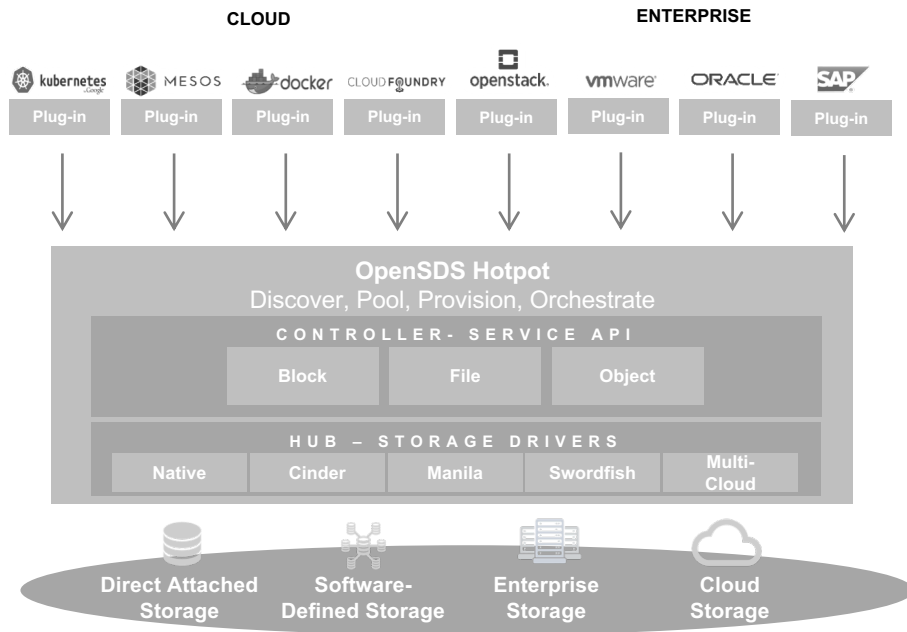 CLOUD
ENTERPRISE
kubernetes
by Google
MESOS
docker
CLOUD FOUNDRY
openstack.
vmware®
ORACLE®
SAP®
Plug-in
Plug-in
Plug-in
Plug-in
Plug-in
Plug-in
Plug-in
Plug-in
OpenSDS Hotpot
Discover, Pool, Provision, Orchestrate
CONTROLLER- SERVICE API
Block
File
Object
HUB – STORAGE DRIVERS
Native
Cinder
Manila
Swordfish
Multi-
Cloud
Direct Attached
Storage
Software-
Defined Storage
Enterprise
Storage
Cloud
Storage